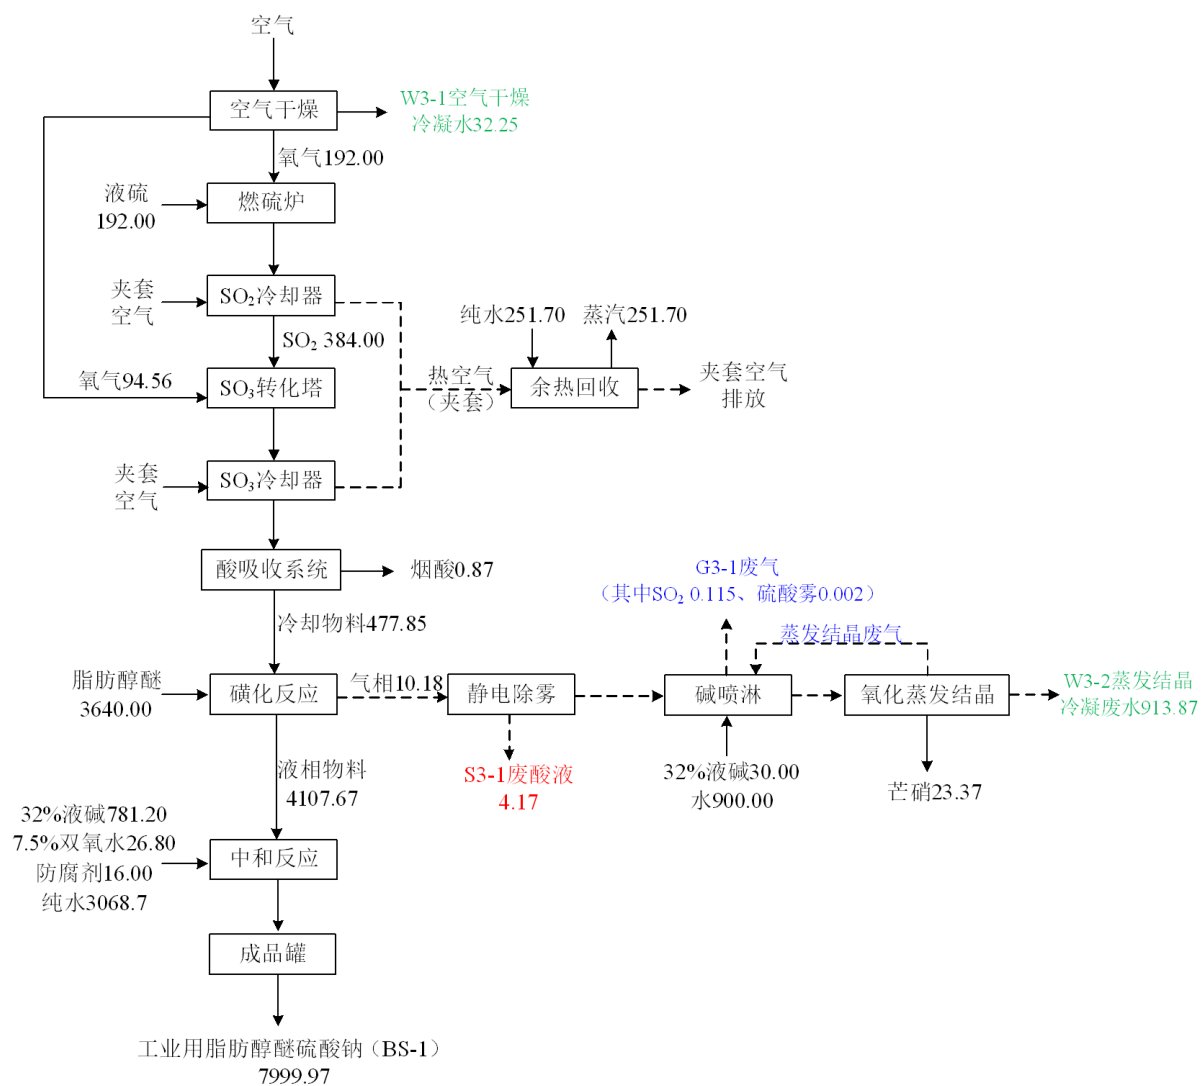 空气
空气干燥
W3-1空气干燥
冷凝水32.25
氧气192.00
液硫
192.00
燃硫炉
夹套
空气
SO₂冷却器
纯水251.70
蒸汽251.70
SO₂ 384.00
氧气94.56
SO₃转化塔
热空气
（夹套）
余热回收
夹套空气
排放
夹套
空气
SO₃冷却器
酸吸收系统
烟酸0.87
G3-1废气
（其中SO₂ 0.115、硫酸雾0.002）
冷却物料477.85
蒸发结晶废气
脂肪醇醚
3640.00
磺化反应
气相10.18
静电除雾
碱喷淋
氧化蒸发结晶
W3-2蒸发结晶
冷凝废水913.87
液相物料
4107.67
S3-1废酸液
4.17
32%液碱30.00
水900.00
芒硝23.37
32%液碱781.20
7.5%双氧水26.80
防腐剂16.00
纯水3068.7
中和反应
成品罐
工业用脂肪醇醚硫酸钠（BS-1）
7999.97